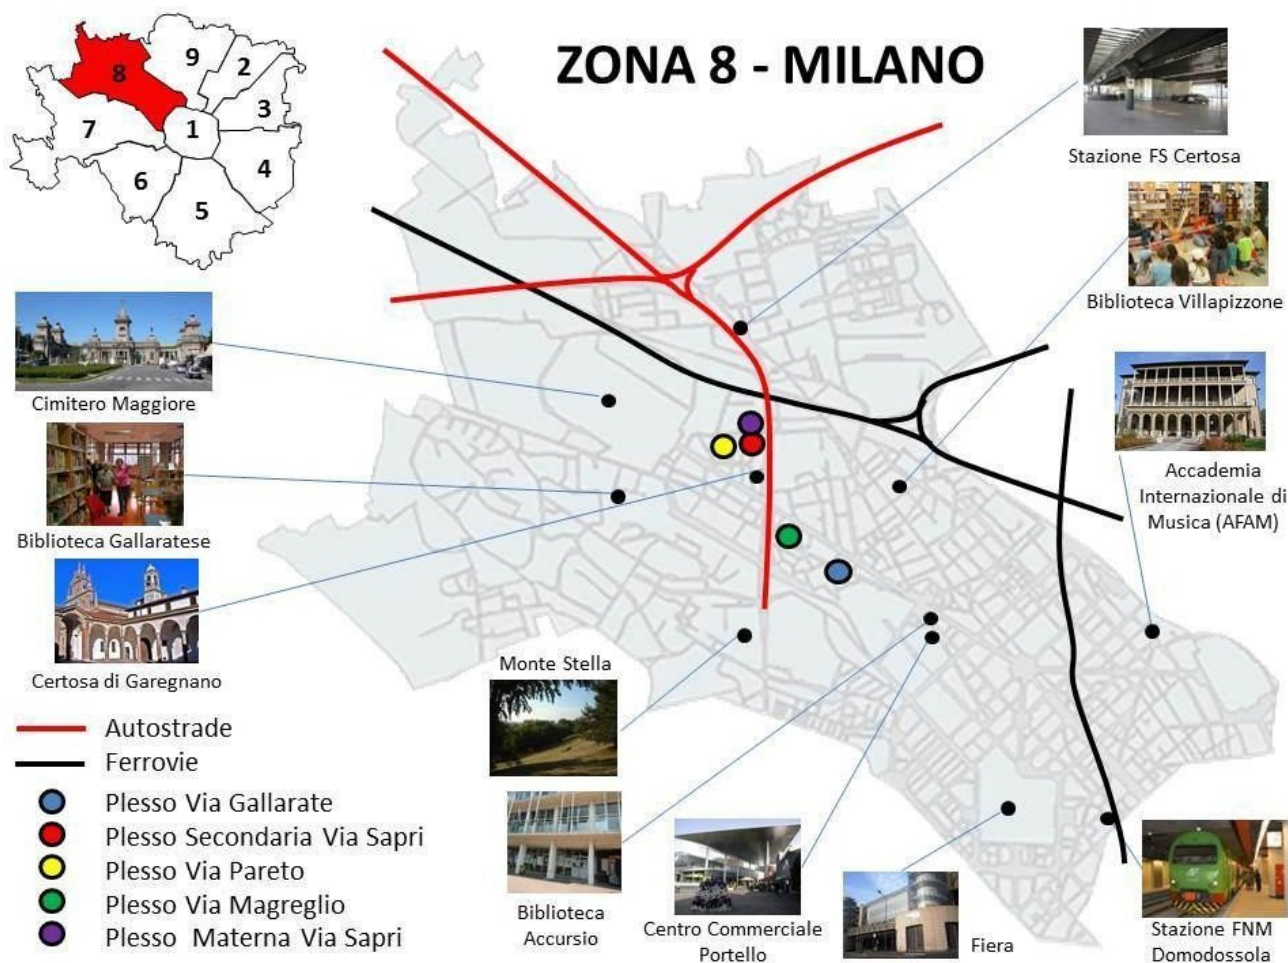 ZONA 8 - MILANO
9
8
2
3
7
1
6
4
5
Stazione FS Certosa
Biblioteca Villapizzone
Cimitero Maggiore
Accademia
Internazionale di
Musica (AFAM)
Biblioteca Gallaratese
Certosa di Garegnano
Monte Stella
Autostrade
Ferrovie
Plesso Via Gallarate
Plesso Secondaria Via Sapri
Plesso Via Pareto
Plesso Via Magreglio
Plesso Materna Via Sapri
Biblioteca
Accursio
Centro Commerciale
Portello
Fiera
Stazione FNM
Domodossola